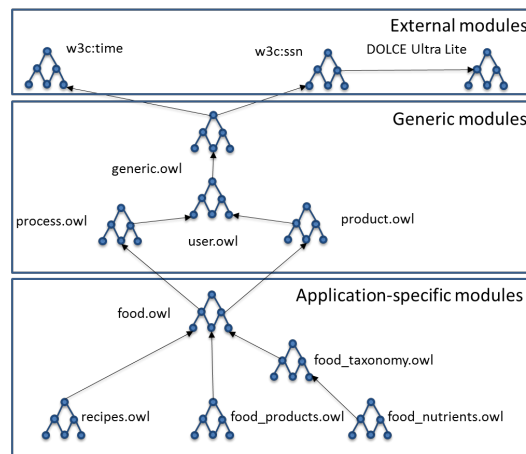 External modules
w3c:time
w3c:ssn
DOLCE Ultra Lite
Generic modules
generic.owl
process.owl
user.owl
product.owl
Application-specific modules
food.owl
food_taxonomy.owl
recipes.owl
food_products.owl
food_nutrients.owl